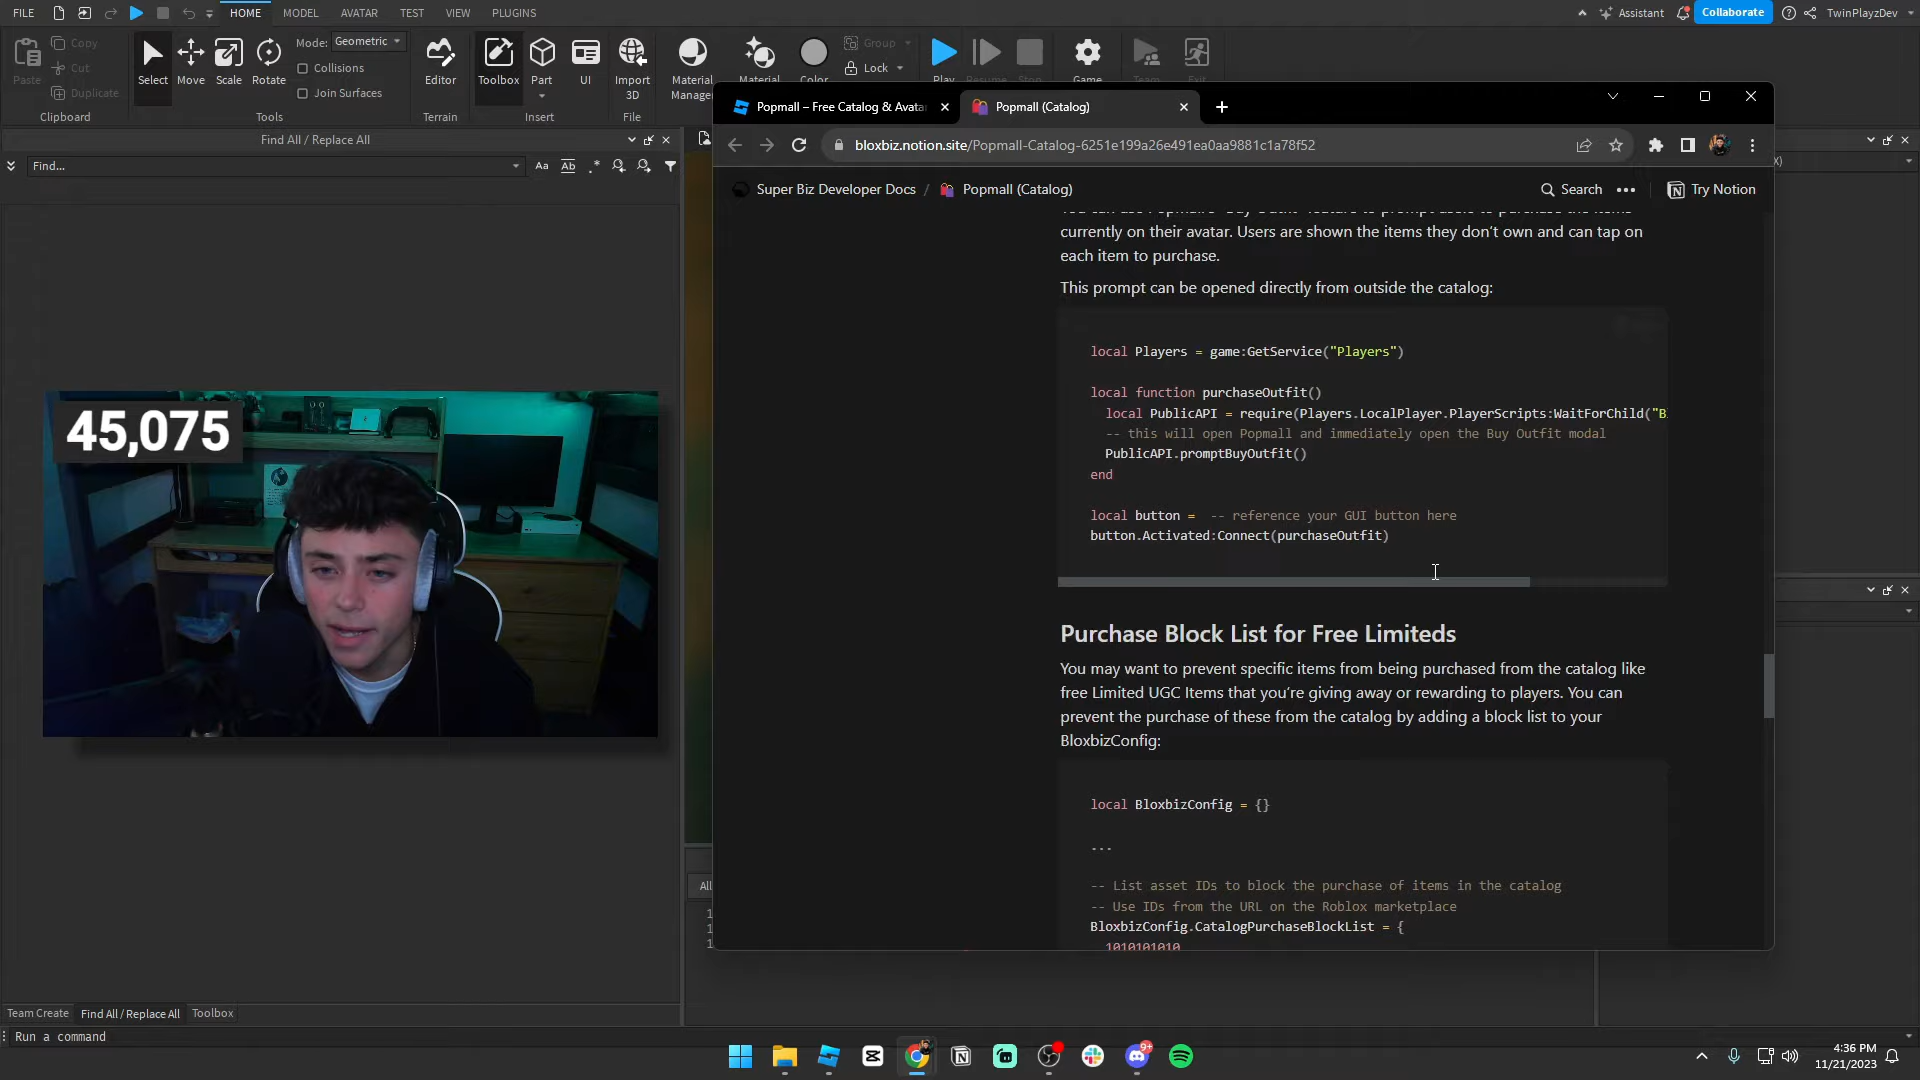 FILE HOME MODEL AVATAR TEST VIEW PLUGINS Assistant Collaborate TwinPlayzDev
Paste Copy Cut Duplicate Clipboard
Select Move Scale Rotate Mode: Geometric Collisions Join Surfaces Tools
Editor Terrain
Toolbox Part UI Insert
Import 3D File
Material Manager Material Color Group Lock Play Resume Stop Game Team Exit
Find All / Replace All
Find...
45,075
Popmall – Free Catalog & Avata
Popmall (Catalog)
bloxbiz.notion.site/Popmall-Catalog-6251e199a26e491ea0aa9881c1a78f52
Super Biz Developer Docs / Popmall (Catalog) Search Try Notion
currently on their avatar. Users are shown the items they don’t own and can tap on
each item to purchase.
This prompt can be opened directly from outside the catalog:
local Players = game:GetService("Players")
local function purchaseOutfit()
local PublicAPI = require(Players.LocalPlayer.PlayerScripts:WaitForChild("B
-- this will open Popmall and immediately open the Buy Outfit modal
PublicAPI.promptBuyOutfit()
end
local button =  -- reference your GUI button here
button.Activated:Connect(purchaseOutfit)
Purchase Block List for Free Limiteds
You may want to prevent specific items from being purchased from the catalog like
free Limited UGC Items that you’re giving away or rewarding to players. You can
prevent the purchase of these from the catalog by adding a block list to your
BloxbizConfig:
local BloxbizConfig = {}
...
-- List asset IDs to block the purchase of items in the catalog
-- Use IDs from the URL on the Roblox marketplace
BloxbizConfig.CatalogPurchaseBlockList = {
1010101010
All
Team Create Find All / Replace All Toolbox
Run a command
4:36 PM
11/21/2023